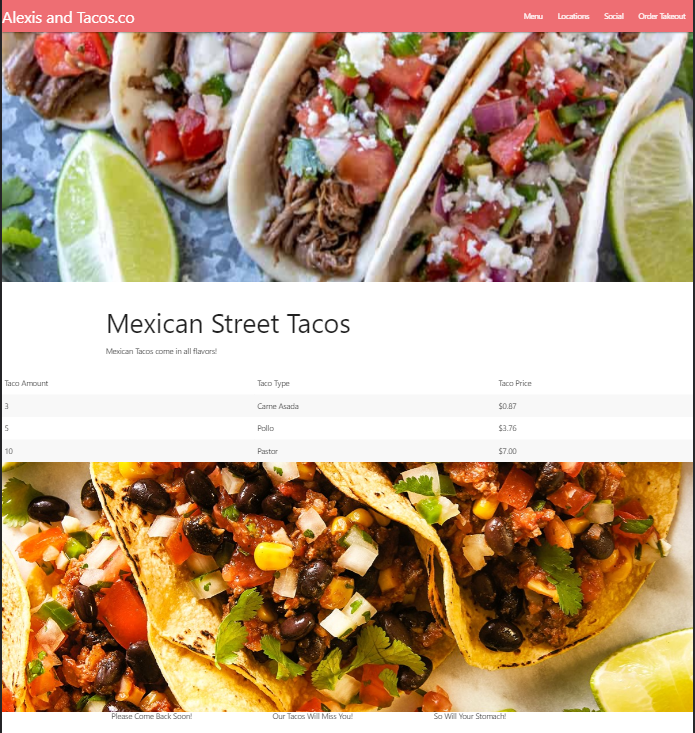 Alexis and Tacos.co Menu Locations Social Order Takeout
Mexican Street Tacos
Mexican Tacos come in all flavors!
Taco Amount Taco Type Taco Price
3 Carne Asada $0.87
5 Pollo $3.76
10 Pastor $7.00
Please Come Back Soon! Our Tacos Will Miss You! So Will Your Stomach!